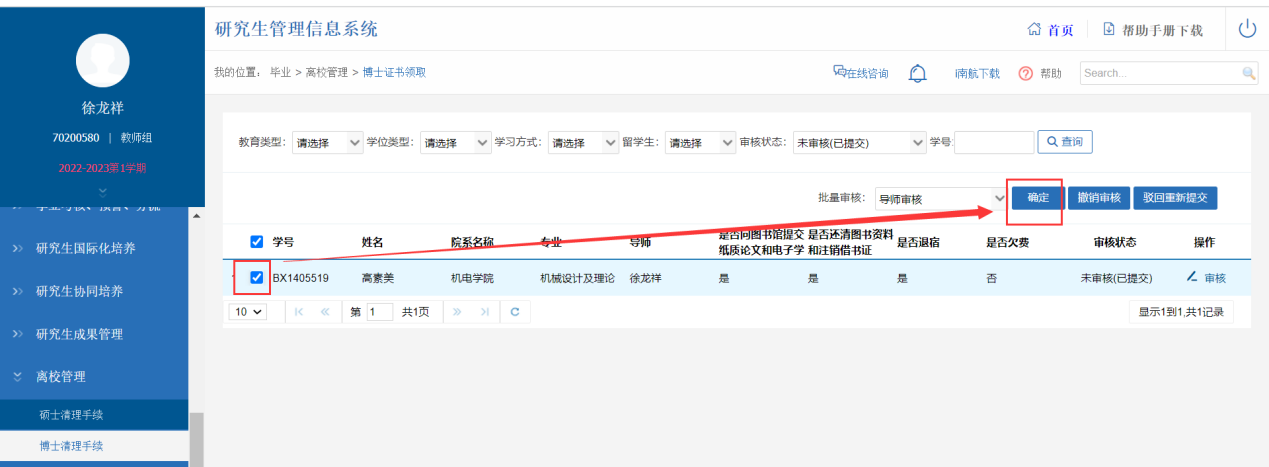 研究生管理信息系统
首页 帮助手册下载
我的位置： 毕业 > 离校管理 > 博士证书领取
在线咨询 i南航下载 帮助 Search...
徐龙祥
70200580 | 教师组
2022-2023第1学期
研究生国际化培养
研究生协同培养
研究生成果管理
离校管理
硕士清理手续
博士清理手续
教育类型: 请选择 学位类型: 请选择 学习方式: 请选择 留学生: 请选择 审核状态: 未审核(已提交) 学号: 查询
批量审核: 导师审核 确定 撤销审核 驳回重新提交
学号 姓名 院系名称 专业 导师 是否向图书馆提交纸质论文和电子学 是否还清图书资料和注销借书证 是否退宿 是否欠费 审核状态 操作
BX1405519 高素美 机电学院 机械设计及理论 徐龙祥 是 是 是 否 未审核(已提交) 审核
10 第 1 共1页 显示1到1,共1记录